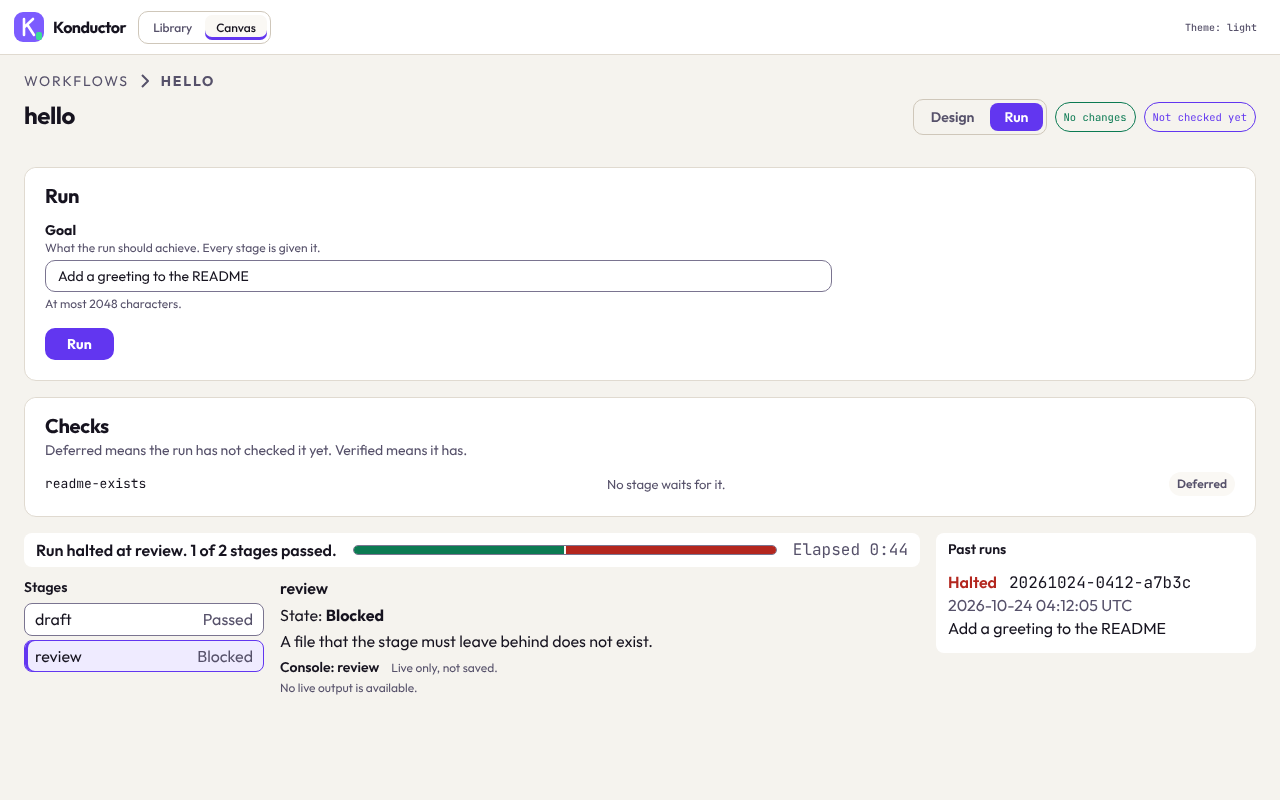 Konductor
Library
Canvas
Theme: light
WORKFLOWS > HELLO
hello
Design
Run
No changes
Not checked yet
Run
Goal
What the run should achieve. Every stage is given it.
Add a greeting to the README
At most 2048 characters.
Run
Checks
Deferred means the run has not checked it yet. Verified means it has.
readme-exists
No stage waits for it.
Deferred
Run halted at review. 1 of 2 stages passed.
Elapsed 0:44
Stages
draft
Passed
review
Blocked
review
State: Blocked
A file that the stage must leave behind does not exist.
Console: review
Live only, not saved.
No live output is available.
Past runs
Halted 20261024-0412-a7b3c
2026-10-24 04:12:05 UTC
Add a greeting to the README